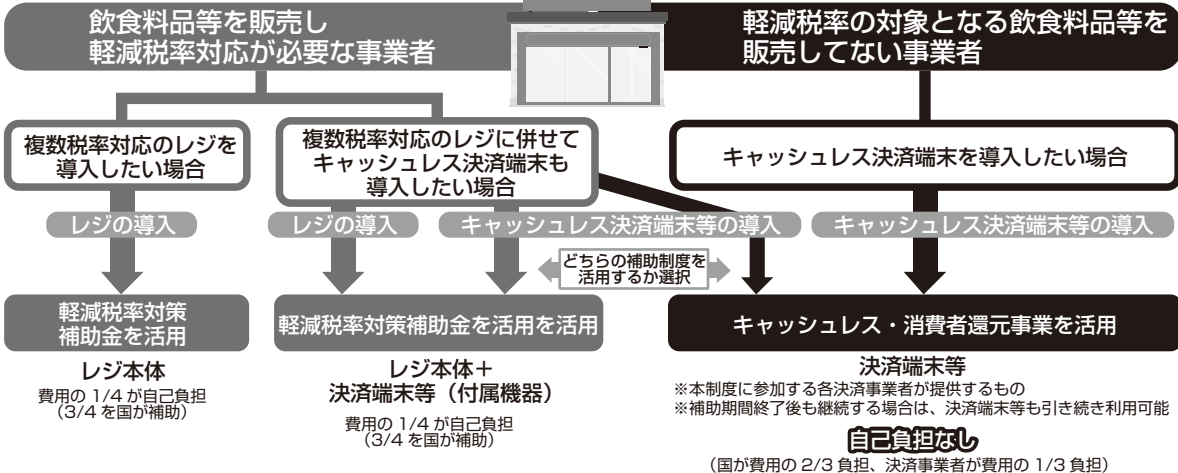 飲食料品等を販売し
軽減税率対応が必要な事業者
軽減税率の対象となる飲食料品等を
販売してない事業者
複数税率対応のレジを
導入したい場合
複数税率対応のレジに併せて
キャッシュレス決済端末も
導入したい場合
キャッシュレス決済端末を導入したい場合
レジの導入
レジの導入
キャッシュレス決済端末等の導入
キャッシュレス決済端末等の導入
どちらの補助制度を
活用するか選択
軽減税率対策
補助金を活用
軽減税率対策補助金を活用を活用
キャッシュレス・消費者還元事業を活用
レジ本体
費用の 1/4 が自己負担
(3/4 を国が補助)
レジ本体+
決済端末等(付属機器)
費用の 1/4 が自己負担
(3/4 を国が補助)
決済端末等
※本制度に参加する各決済事業者が提供するもの
※補助期間終了後も継続する場合は、決済端末等も引き続き利用可能
自己負担なし
(国が費用の 2/3 負担、決済事業者が費用の 1/3 負担)